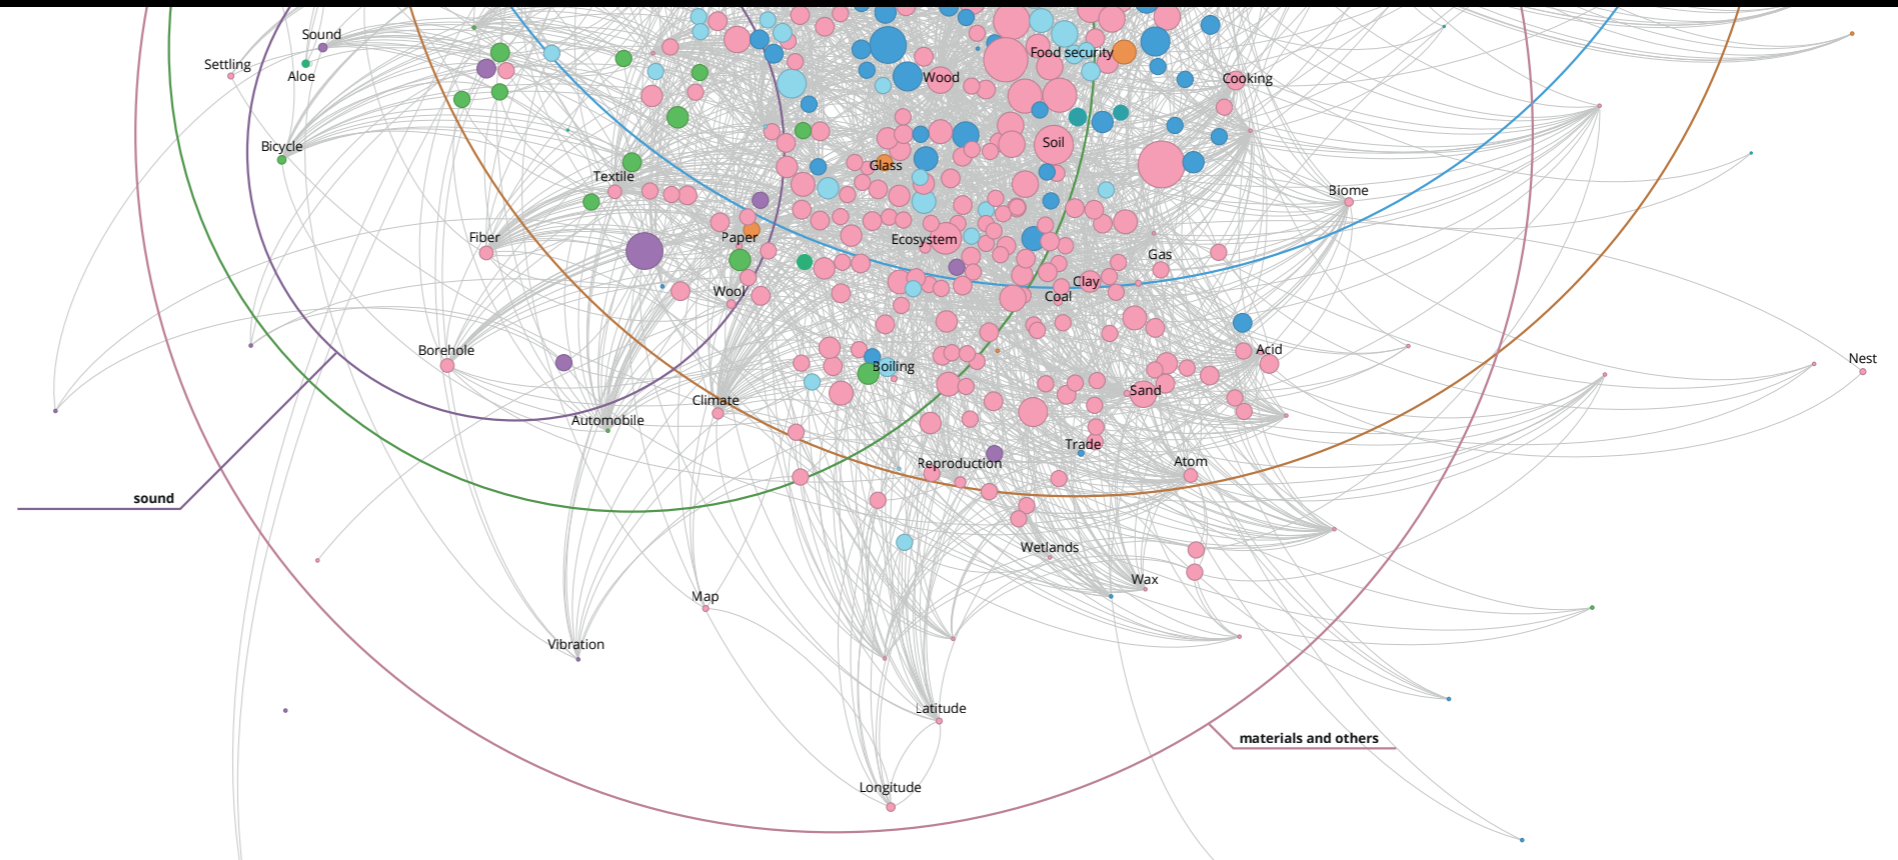 Sound
Settling
Aloe
Food security
Wood
Cooking
Bicycle
Soil
Glass
Textile
Biome
Fiber
Paper
Ecosystem
Gas
Wool
Clay
Coal
Borehole
Acid
Nest
Boiling
Sand
Climate
Automobile
Trade
Reproduction
Atom
sound
Wetlands
Wax
Map
Vibration
Latitude
materials and others
Longitude